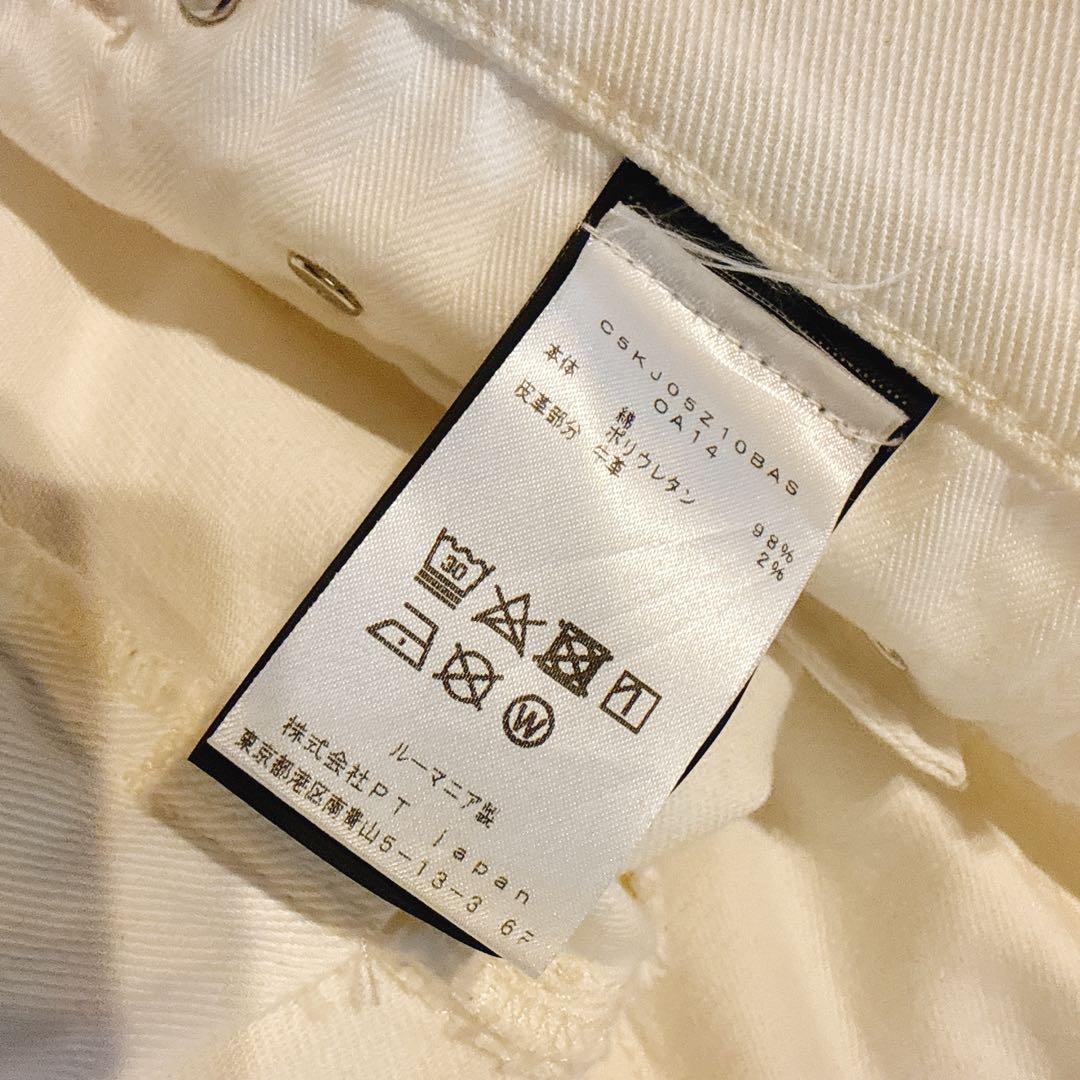 C5KJ05Z10BAS
0A14
本体 綿 98%
ポリウレタン 2%
皮革部分 牛革
30
W
ルーマニア製
株式会社PT japan
東京都港区南青山5-13-3 6F